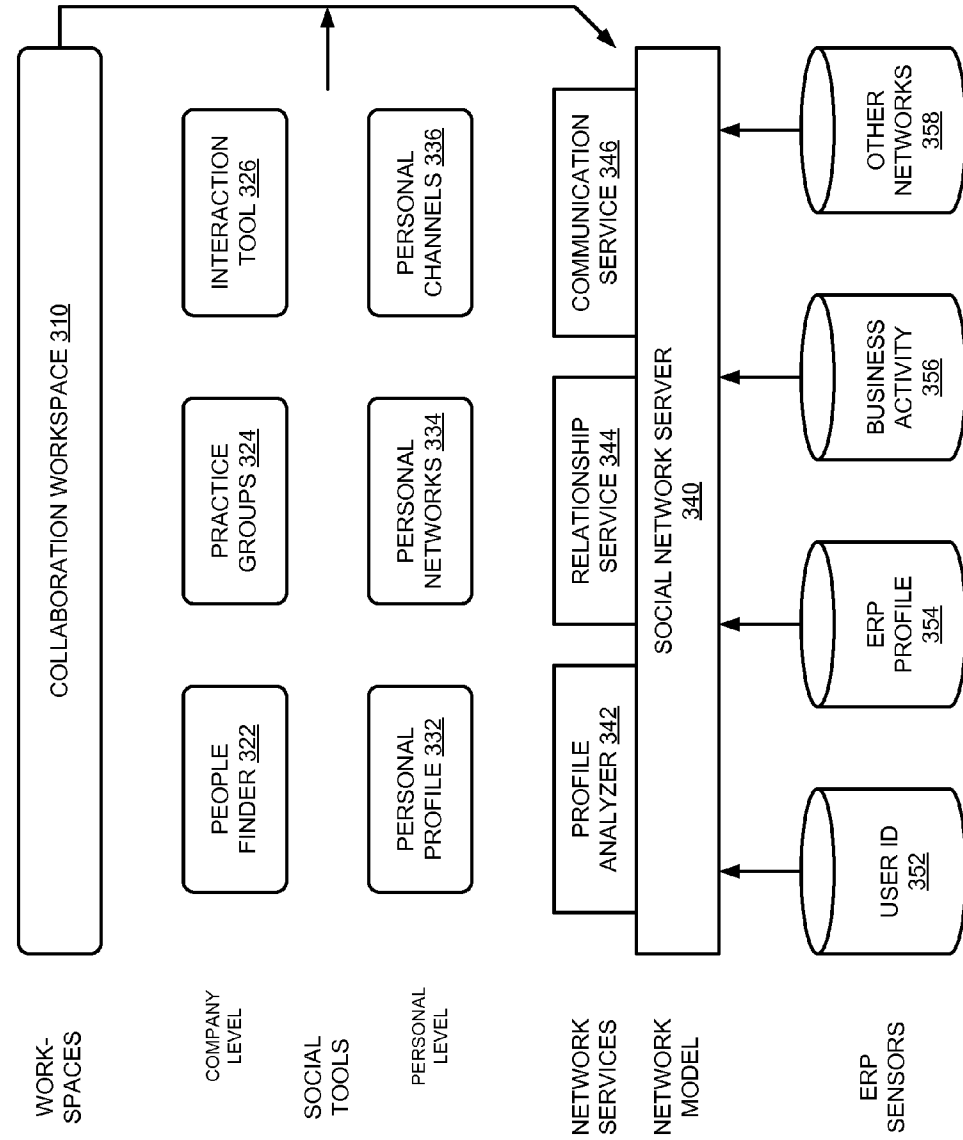 WORK-
SPACES
COLLABORATION WORKSPACE 310
COMPANY
LEVEL
PEOPLE
FINDER 322
PRACTICE
GROUPS 324
INTERACTION
TOOL 326
SOCIAL
TOOLS
PERSONAL
LEVEL
PERSONAL
PROFILE 332
PERSONAL
NETWORKS 334
PERSONAL
CHANNELS 336
NETWORK
SERVICES
PROFILE
ANALYZER 342
RELATIONSHIP
SERVICE 344
COMMUNICATION
SERVICE 346
NETWORK
MODEL
SOCIAL NETWORK SERVER
340
ERP
SENSORS
USER ID
352
ERP
PROFILE
354
BUSINESS
ACTIVITY
356
OTHER
NETWORKS
358